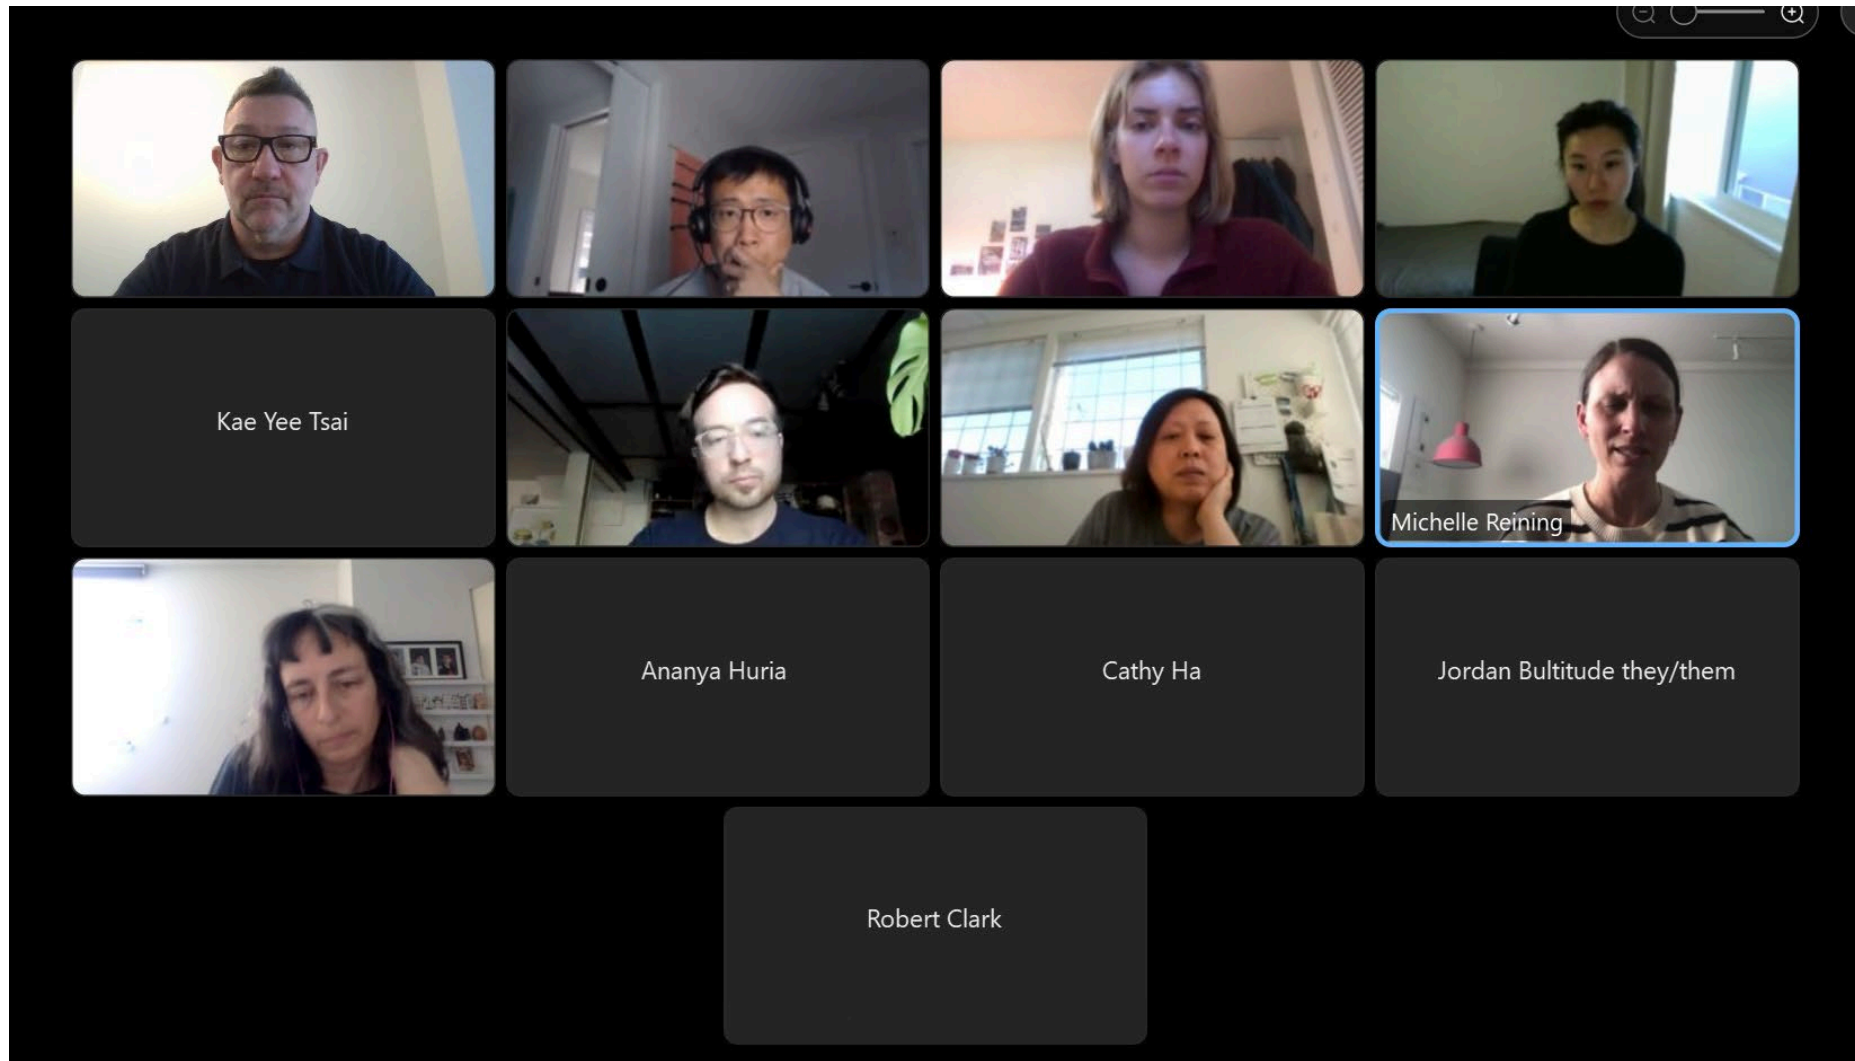 Kae Yee Tsai
Michelle Reining
Ananya Huria
Cathy Ha
Jordan Bultitude they/them
Robert Clark